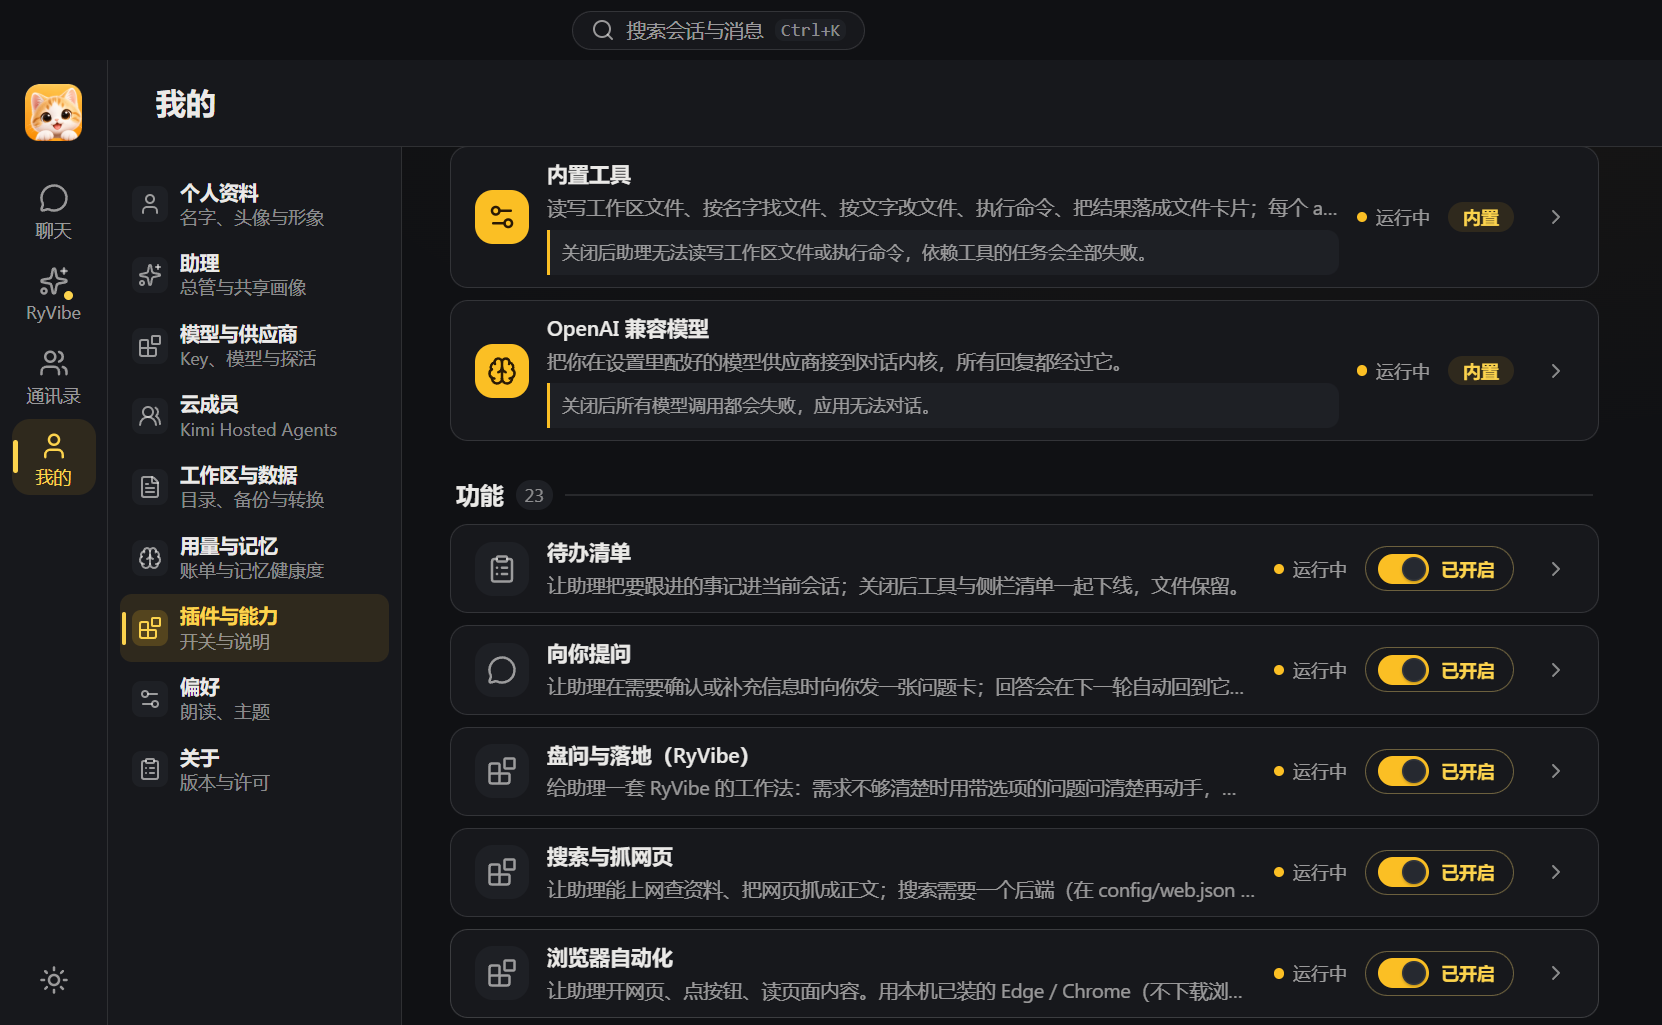 搜索会话与消息 Ctrl+K
我的
聊天
RyVibe
通讯录
我的
个人资料
名字、头像与形象
助理
总管与共享画像
模型与供应商
Key、模型与探活
云成员
Kimi Hosted Agents
工作区与数据
目录、备份与转换
用量与记忆
账单与记忆健康度
插件与能力
开关与说明
偏好
朗读、主题
关于
版本与许可
内置工具
读写工作区文件、按名字找文件、按文字改文件、执行命令、把结果落成文件卡片；每个 a...
关闭后助理无法读写工作区文件或执行命令，依赖工具的任务会全部失败。
运行中 内置
OpenAI 兼容模型
把你在设置里配好的模型供应商接到对话内核，所有回复都经过它。
关闭后所有模型调用都会失败，应用无法对话。
运行中 内置
功能 23
待办清单
让助理把要跟进的事记进当前会话；关闭后工具与侧栏清单一起下线，文件保留。
运行中 已开启
向你提问
让助理在需要确认或补充信息时向你发一张问题卡；回答会在下一轮自动回到它...
运行中 已开启
盘问与落地（RyVibe）
给助理一套 RyVibe 的工作法：需求不够清楚时用带选项的问题问清楚再动手，...
运行中 已开启
搜索与抓网页
让助理能上网查资料、把网页抓成正文；搜索需要一个后端（在 config/web.json ...
运行中 已开启
浏览器自动化
让助理开网页、点按钮、读页面内容。用本机已装的 Edge / Chrome（不下载浏...
运行中 已开启